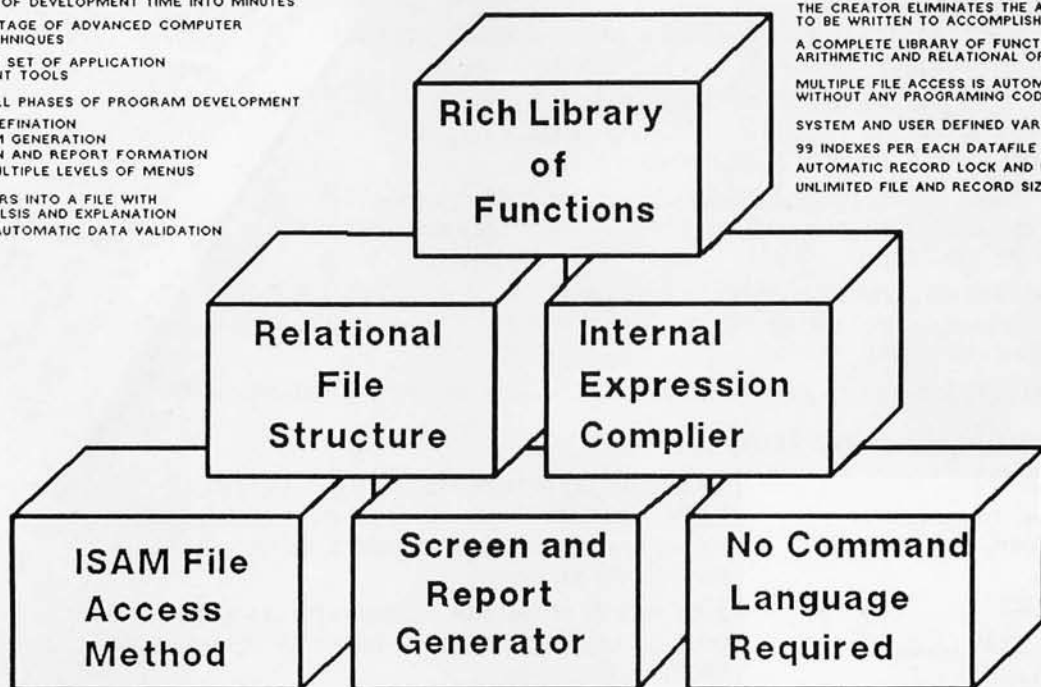 OF DEVELOPMENT TIME INTO MINUTES
TAGE OF ADVANCED COMPUTER
HNIQUES
SET OF APPLICATION
NT TOOLS
LL PHASES OF PROGRAM DEVELOPMENT
EFINATION
M GENERATION
N AND REPORT FORMATION
ULTIPLE LEVELS OF MENUS
RS INTO A FILE WITH
LSIS AND EXPLANATION
AUTOMATIC DATA VALIDATION
THE CREATOR ELIMINATES THE A
TO BE WRITTEN TO ACCOMPLISH
A COMPLETE LIBRARY OF FUNCT
ARITHMETIC AND RELATIONAL OF
MULTIPLE FILE ACCESS IS AUTOM
WITHOUT ANY PROGRAMING COD
SYSTEM AND USER DEFINED VAR
99 INDEXES PER EACH DATAFILE
AUTOMATIC RECORD LOCK AND
UNLIMITED FILE AND RECORD SIZ
Rich Library
of
Functions
Relational
File
Structure
Internal
Expression
Complier
ISAM File
Access
Method
Screen and
Report
Generator
No Command
Language
Required